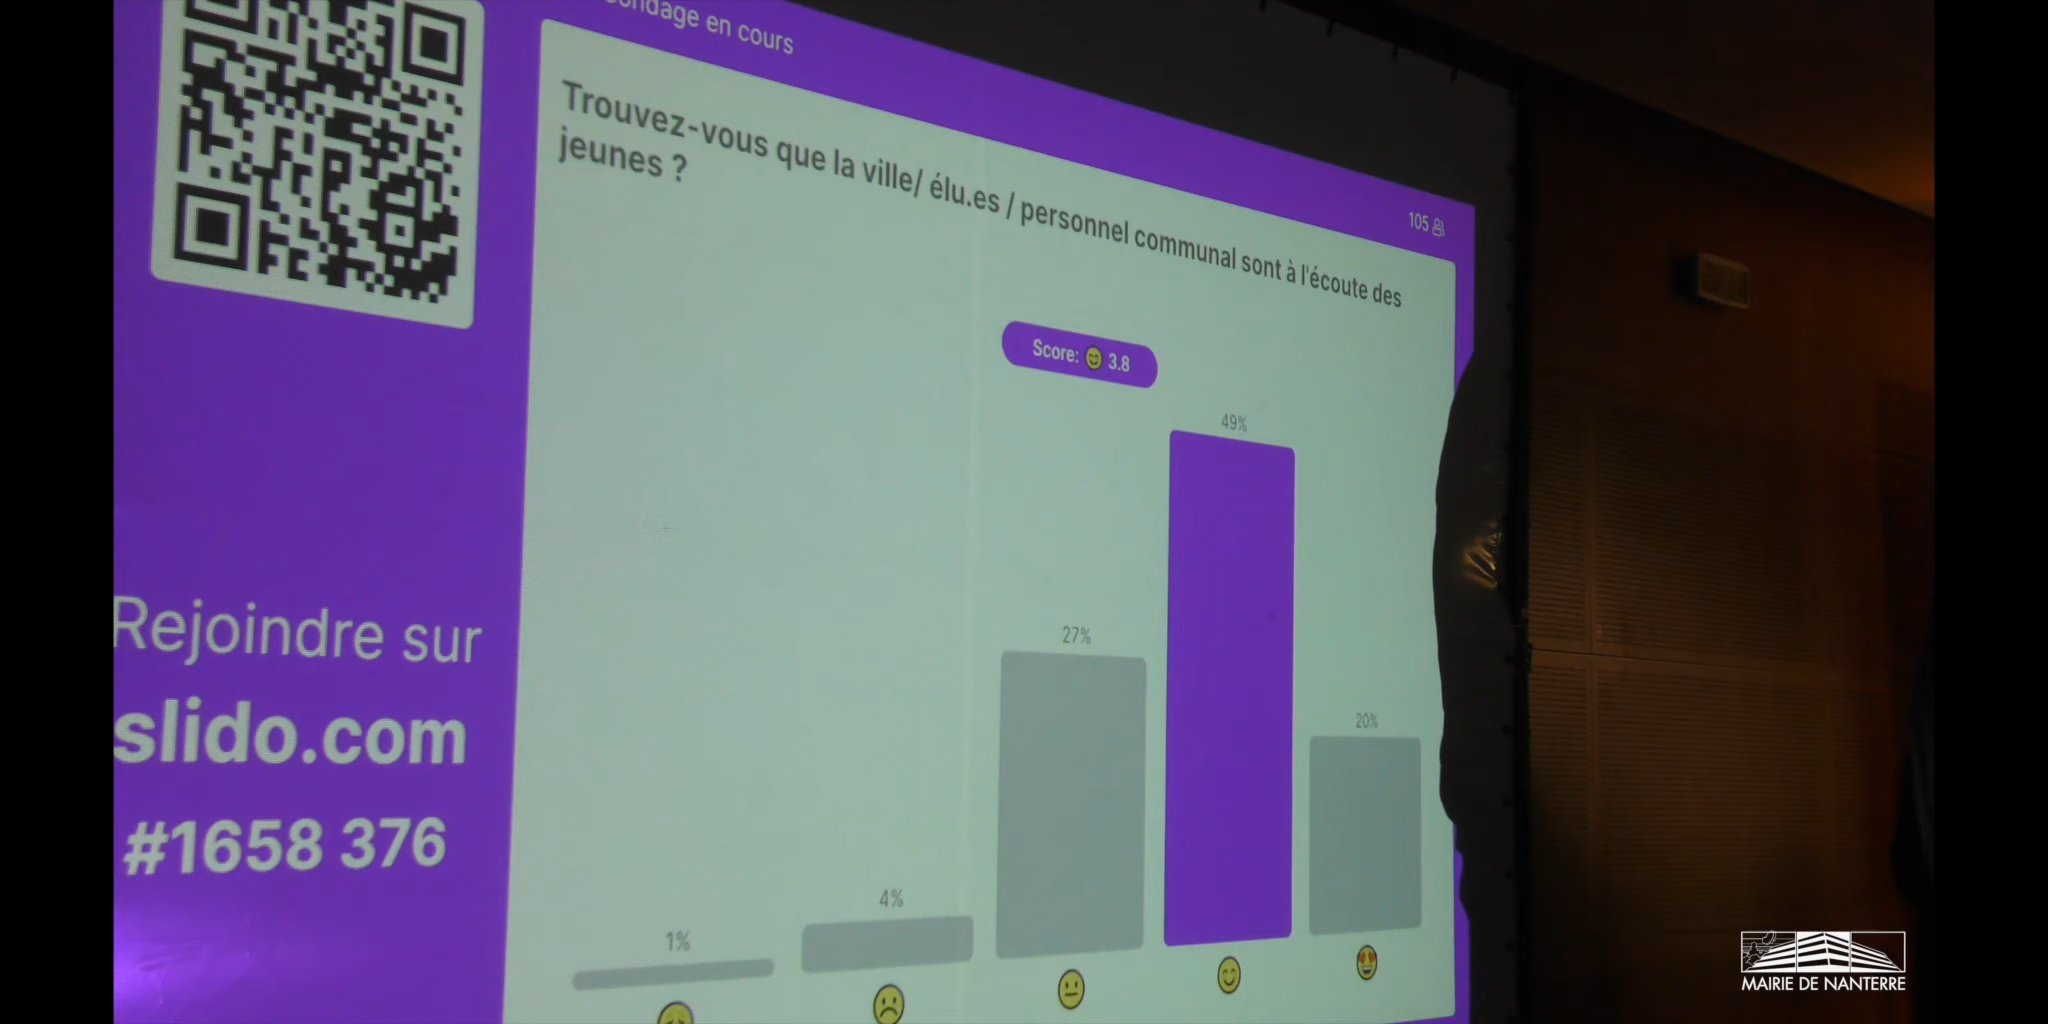 ondage en cours
Trouvez-vous que la ville/ élu.es / personnel communal sont à l'écoute des
jeunes ?
105
Score: 3.8
49%
27%
20%
4%
1%
Rejoindre sur
slido.com
#1658 376
MAIRIE DE NANTERRE